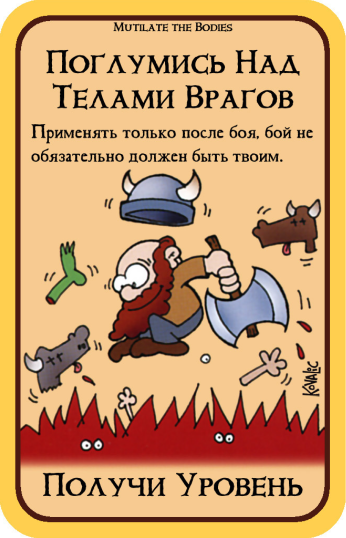 Mutilate the Bodies
Поглумись Над
Телами Врагов
Применять только после боя, бой не
обязательно должен быть твоим.
Kovalic
Получи Уровень